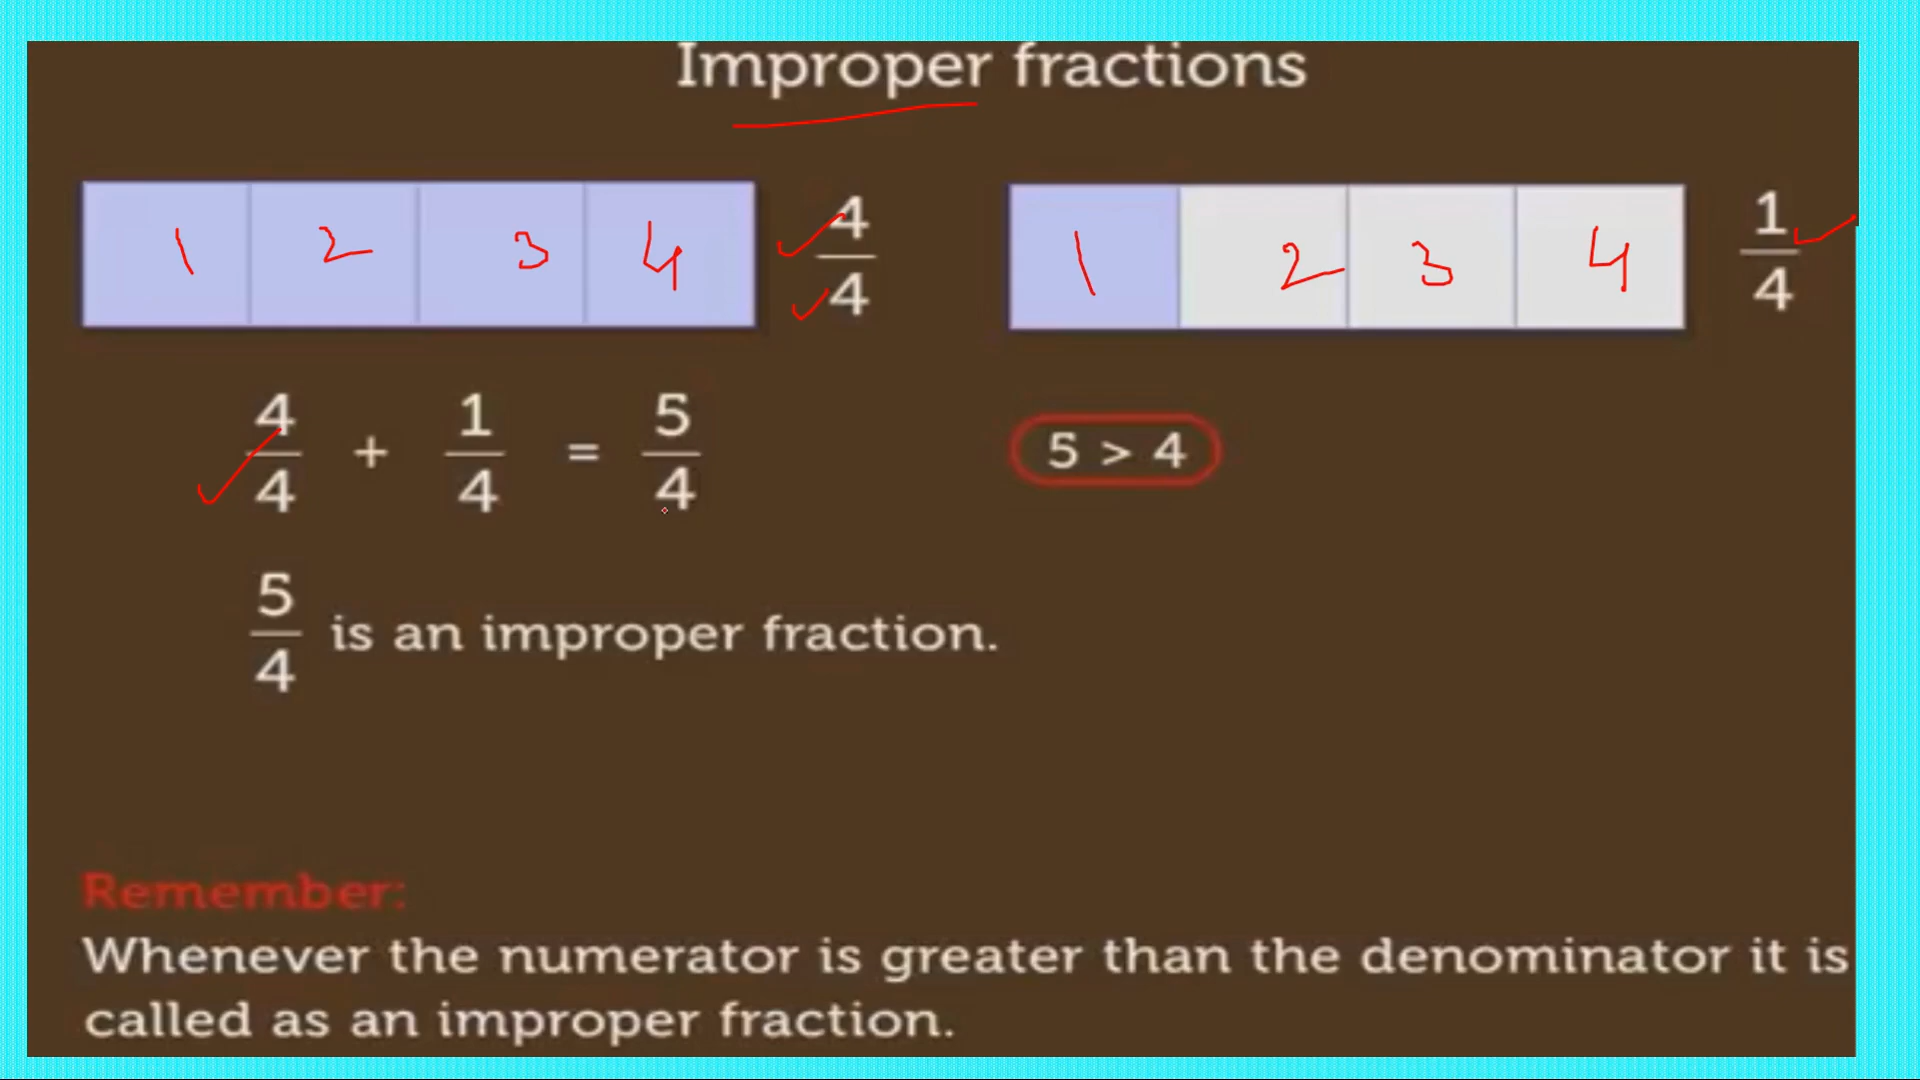 Improper fractions
1 2 3 4 4/4 1 2 3 4 1/4
4/4 + 1/4 = 5/4 5 > 4
5/4 is an improper fraction.
Remember:
Whenever the numerator is greater than the denominator it is
called as an improper fraction.